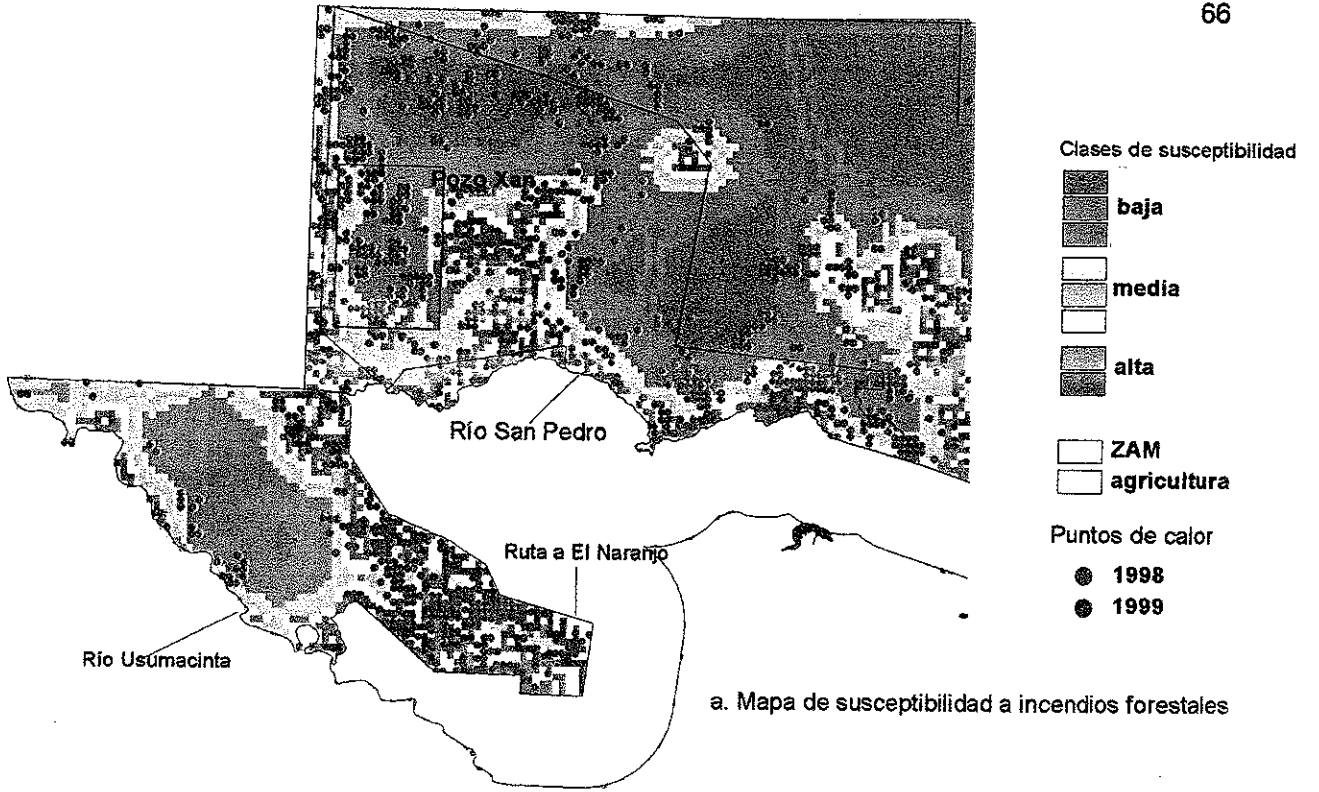 66
Clases de susceptibilidad
baja
media
alta
ZAM
agricultura
Puntos de calor
1998
1999
Pozo Xan
Río San Pedro
Ruta a El Naranjo
Río Usumacinta
a. Mapa de susceptibilidad a incendios forestales